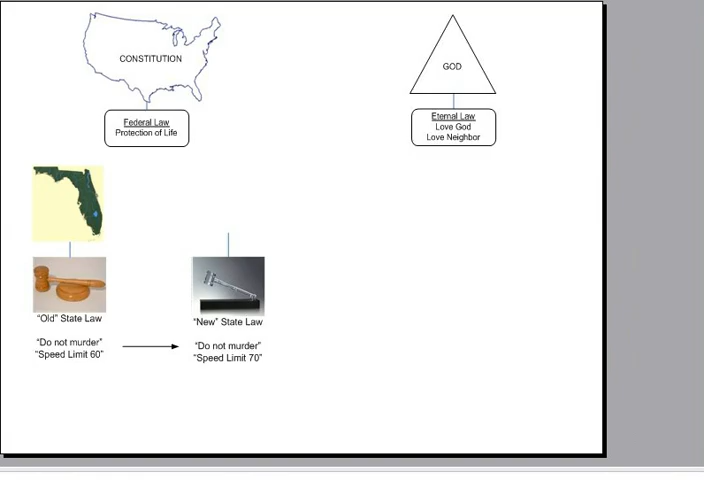 CONSTITUTION
Federal Law
Protection of Life
GOD
Eternal Law
Love God
Love Neighbor
"Old" State Law
"Do not murder"
"Speed Limit 60"
"New" State Law
"Do not murder"
"Speed Limit 70"